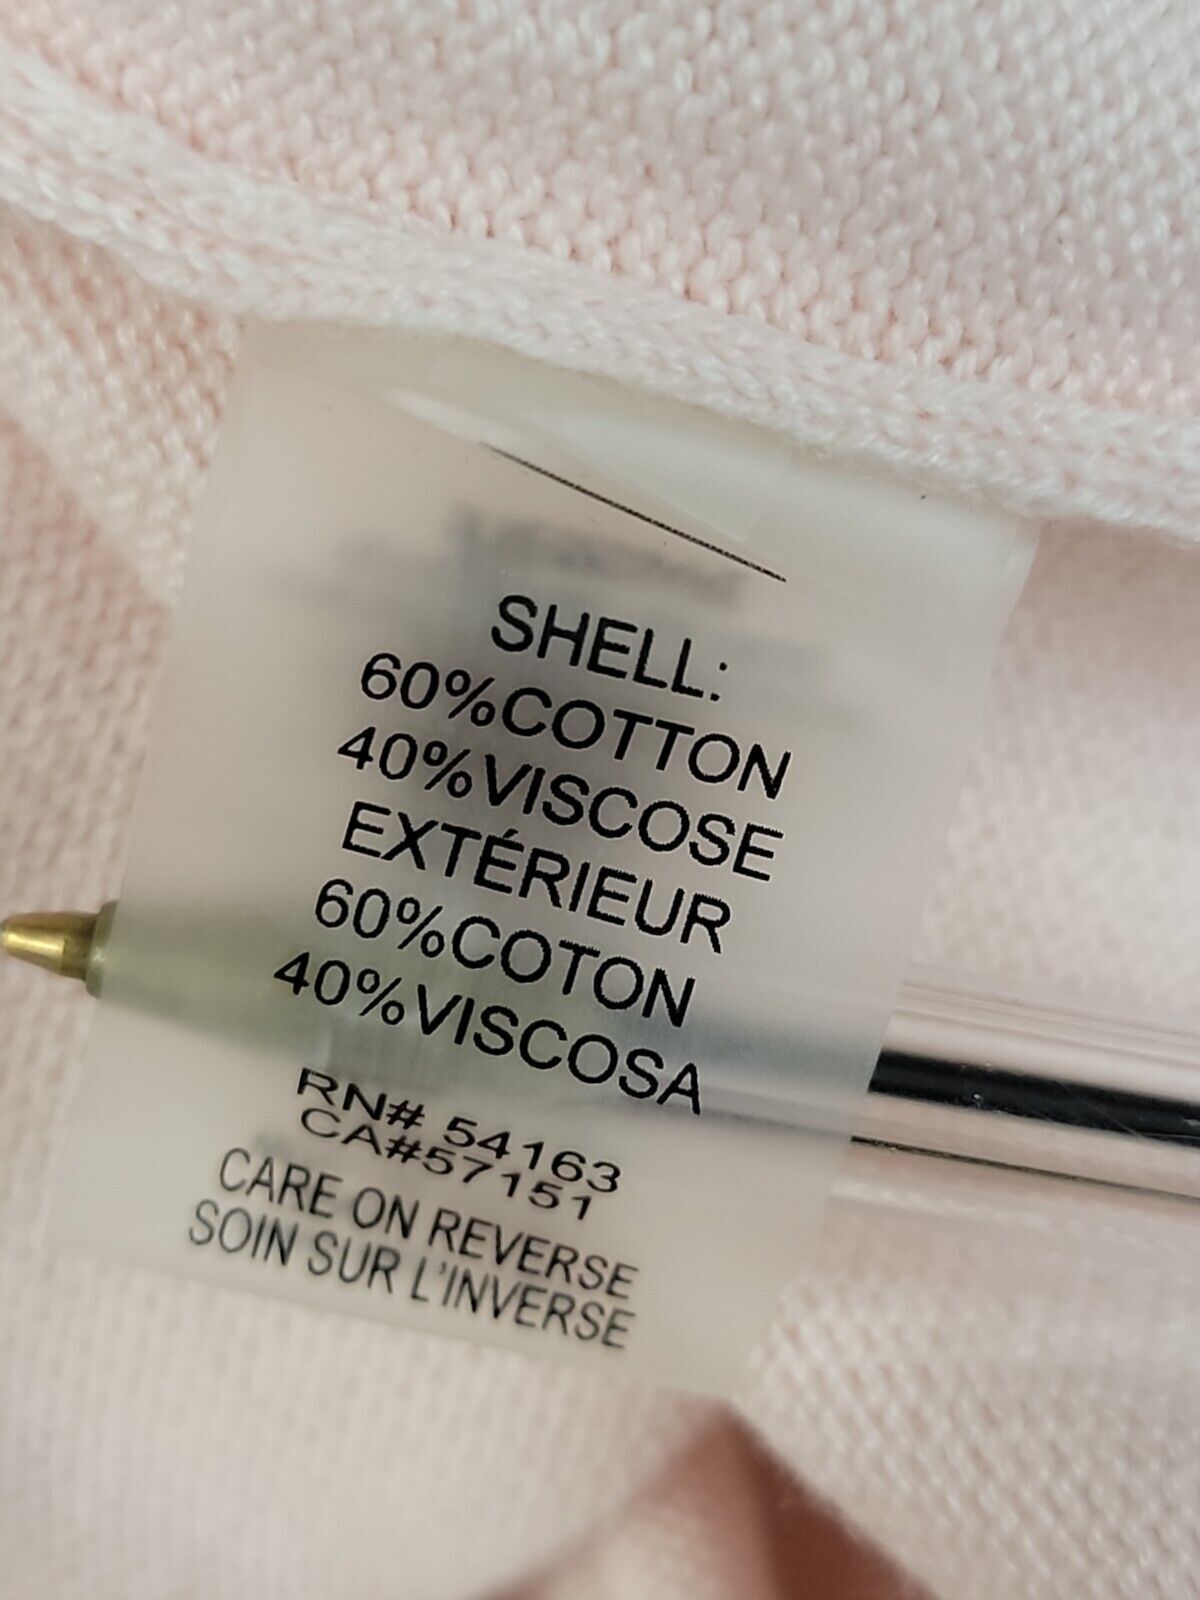 SHELL:
60%COTTON
40%VISCOSE
EXTÉRIEUR
60%COTON
40%VISCOSA
RN# 54163
CA#57151
CARE ON REVERSE
SOIN SUR L'INVERSE